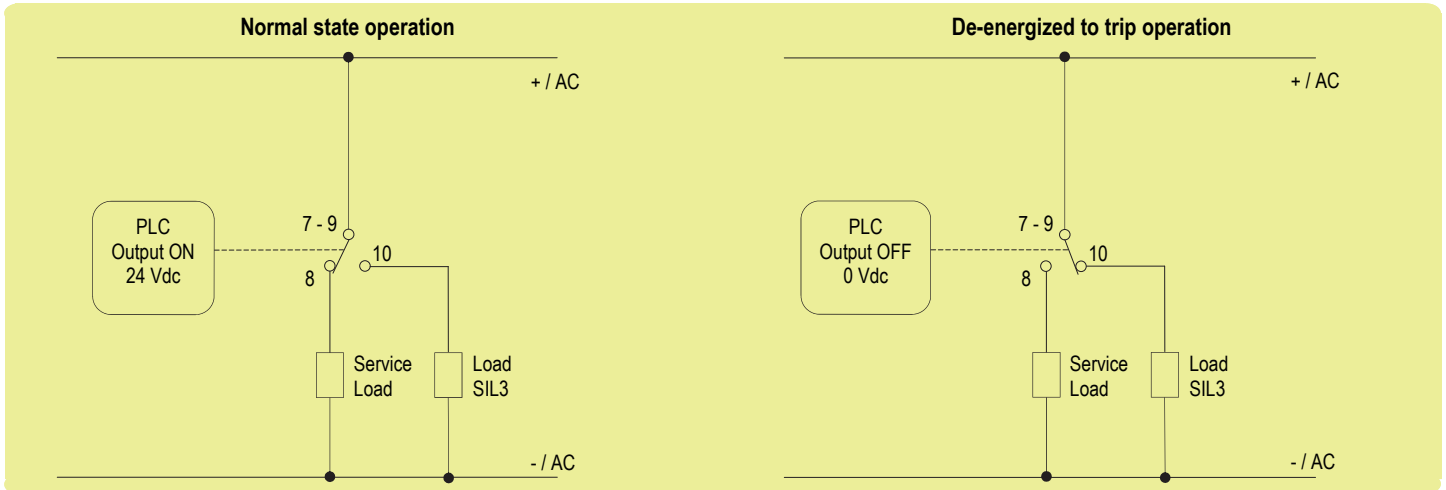 Normal state operation
+ / AC
PLC
Output ON
24 Vdc
7 - 9
10
8
Service
Load
Load
SIL3
- / AC
De-energized to trip operation
+ / AC
PLC
Output OFF
0 Vdc
7 - 9
10
8
Service
Load
Load
SIL3
- / AC